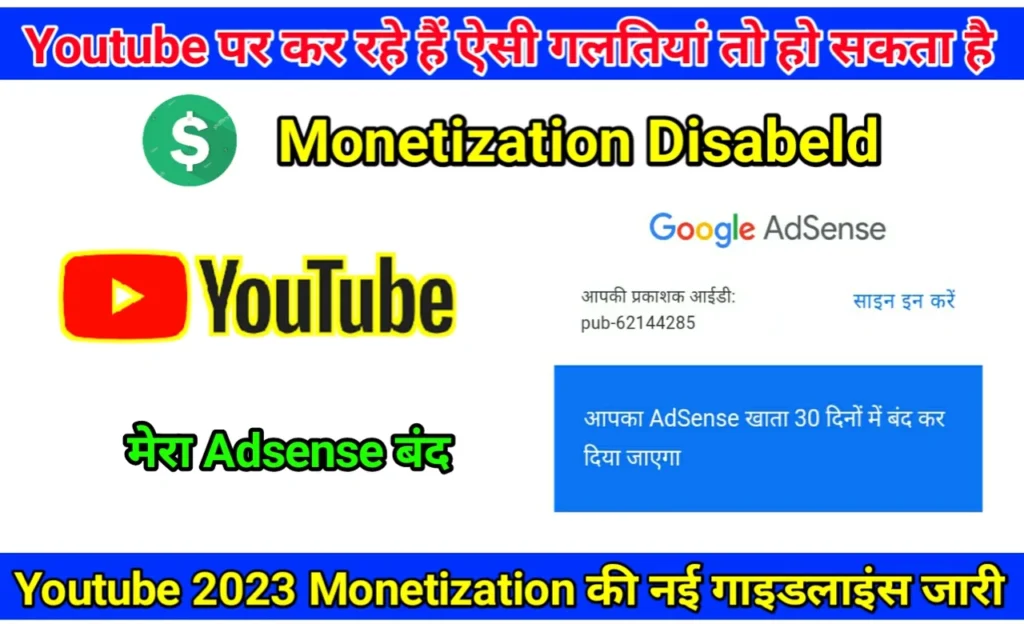 Youtube पर कर रहे हैं ऐसी गलतियां तो हो सकता है
$ Monetization Disabeld
Google AdSense
YouTube
आपकी प्रकाशक आईडी:
pub-62144285
साइन इन करें
आपका AdSense खाता 30 दिनों में बंद कर
दिया जाएगा
मेरा Adsense बंद
Youtube 2023 Monetization की नई गाइडलाइंस जारी